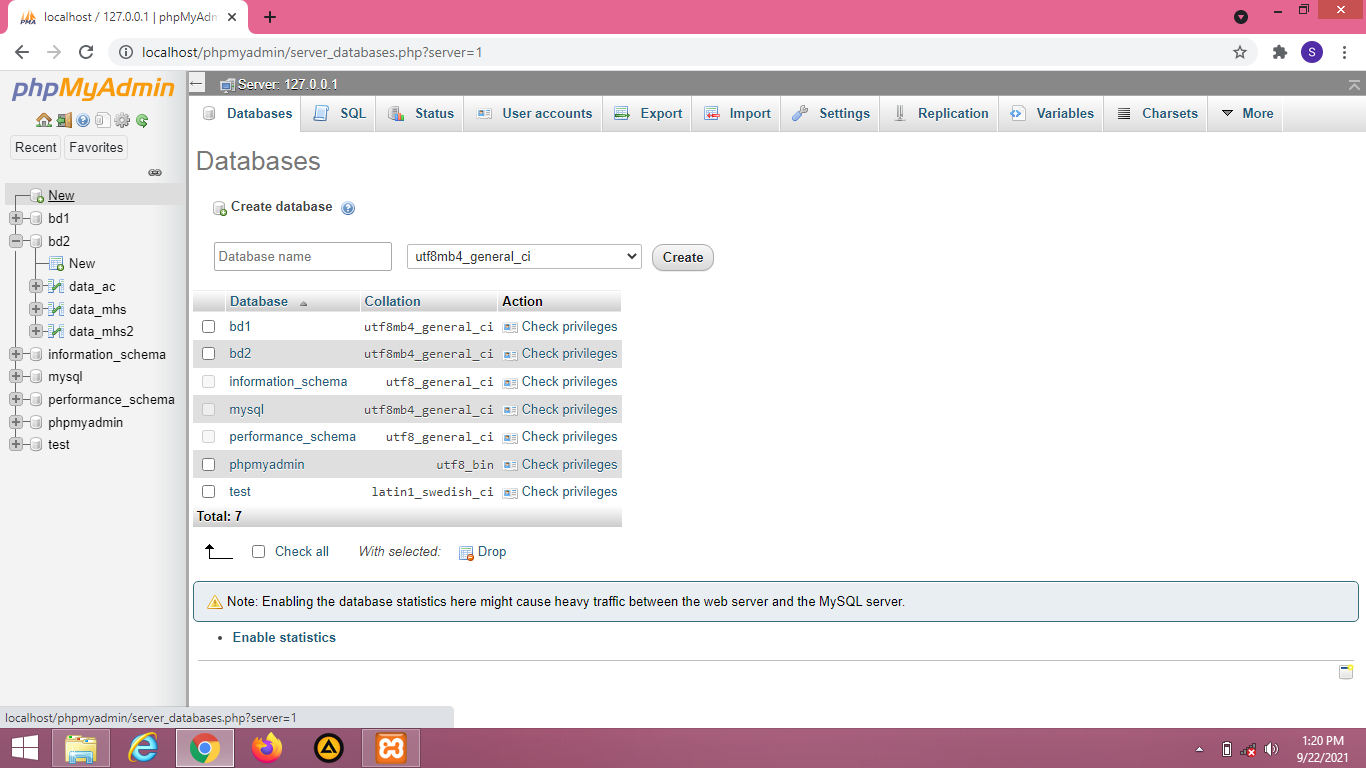 localhost / 127.0.0.1 | phpMyAdm
localhost/phpmyadmin/server_databases.php?server=1
S
phpMyAdmin
Recent
Favorites
New
bd1
bd2
New
data_ac
data_mhs
data_mhs2
information_schema
mysql
performance_schema
phpmyadmin
test
Server: 127.0.0.1
Databases
SQL
Status
User accounts
Export
Import
Settings
Replication
Variables
Charsets
More
Databases
Create database
Database name
utf8mb4_general_ci
Create
Database Collation Action
bd1 utf8mb4_general_ci Check privileges
bd2 utf8mb4_general_ci Check privileges
information_schema utf8_general_ci Check privileges
mysql utf8mb4_general_ci Check privileges
performance_schema utf8_general_ci Check privileges
phpmyadmin utf8_bin Check privileges
test latin1_swedish_ci Check privileges
Total: 7
Check all With selected: Drop
Note: Enabling the database statistics here might cause heavy traffic between the web server and the MySQL server.
Enable statistics
localhost/phpmyadmin/server_databases.php?server=1
1:20 PM
9/22/2021